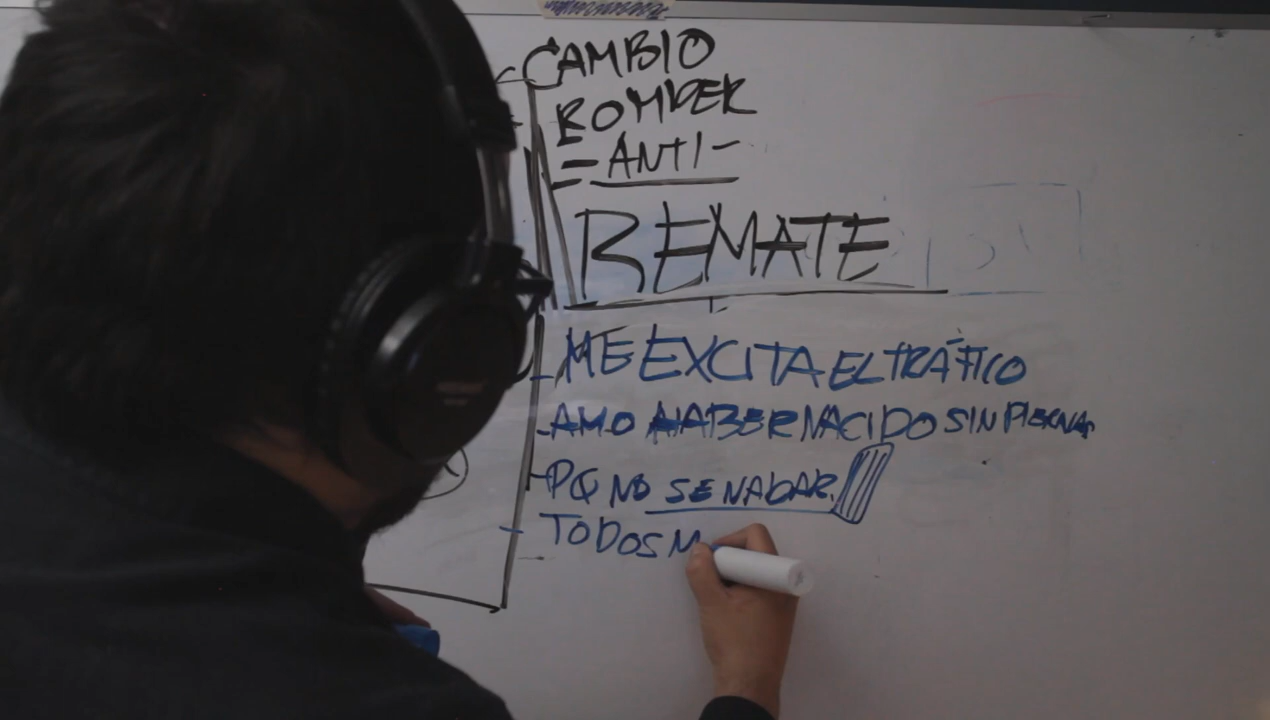 CAMBIO
ROMPER
=ANTI-
REMATE
-ME EXCITA EL TRÁFICO
-AMO HABER NACIDO SIN PIERNAS
-PQ NO SE NADAR.
- TODOS M